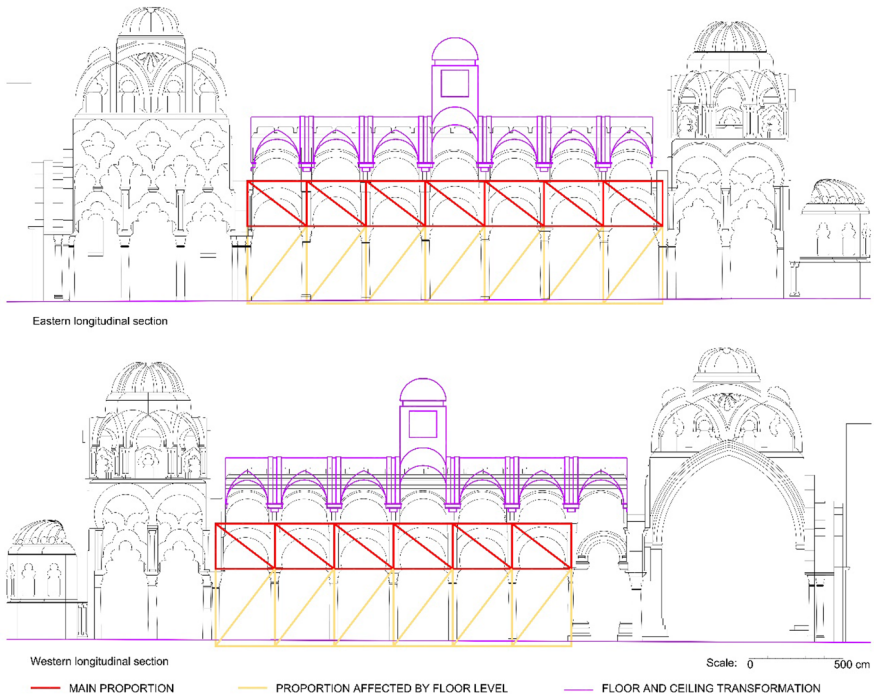 Eastern longitudinal section
Western longitudinal section
Scale: 0 500 cm
MAIN PROPORTION
PROPORTION AFFECTED BY FLOOR LEVEL
FLOOR AND CEILING TRANSFORMATION